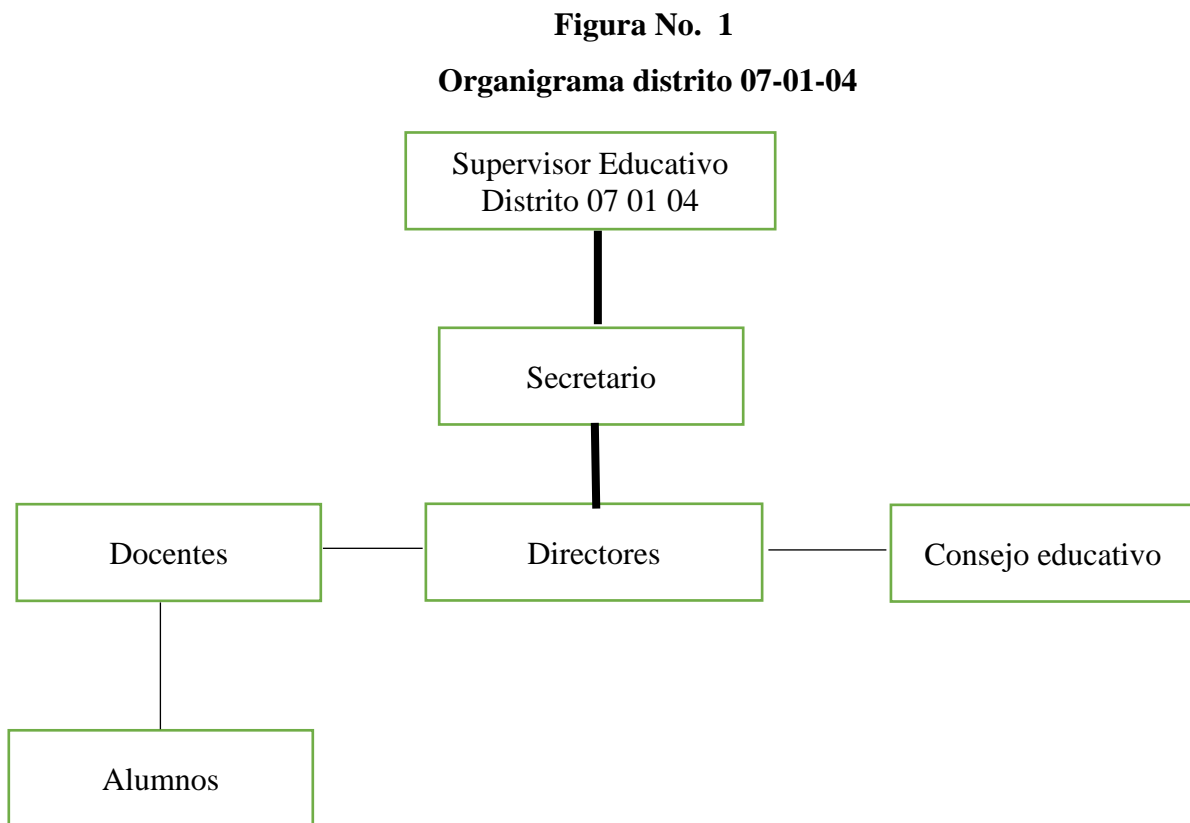 Figura No. 1
Organigrama distrito 07-01-04
Supervisor Educativo
Distrito 07 01 04
Secretario
Docentes
Directores
Consejo educativo
Alumnos